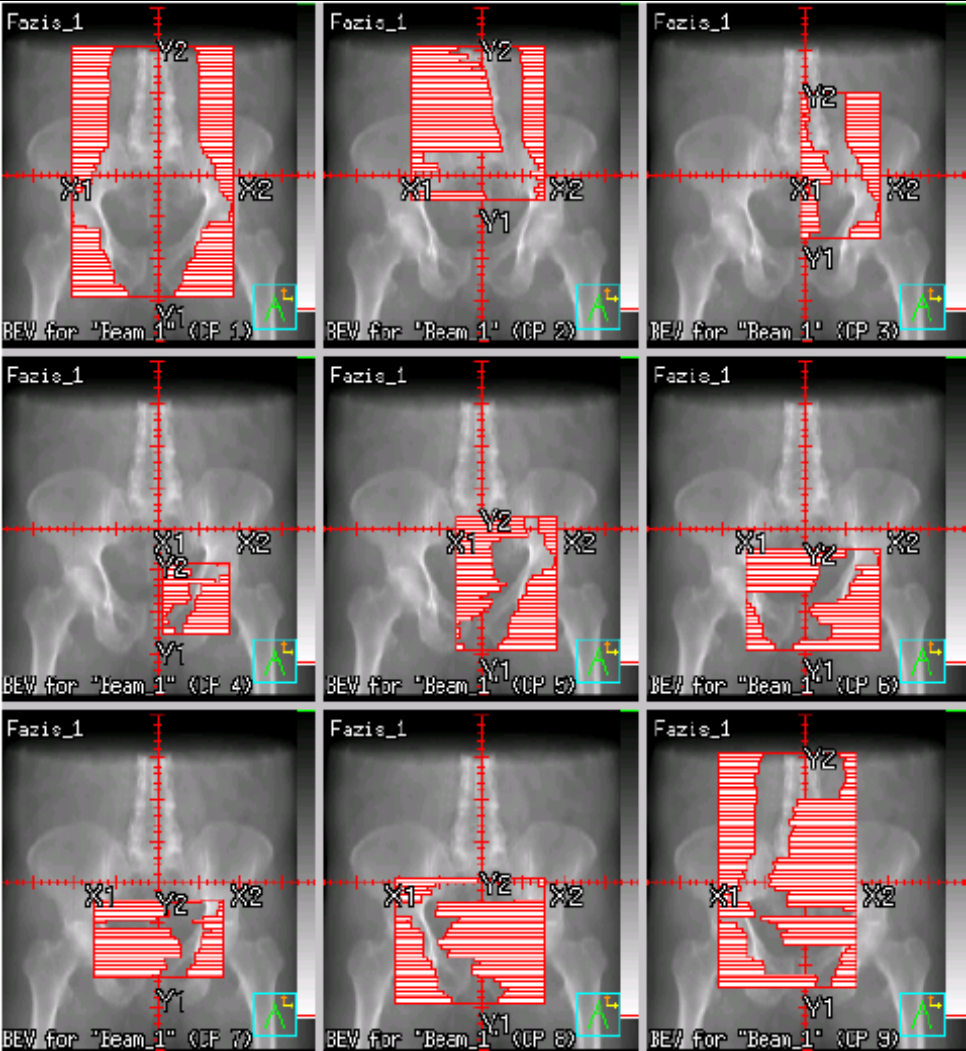 Fazis_1
Y2
X1
X2
Y1
A
BEV for "Beam_1" (CP 1)
Fazis_1
Y2
X1
X2
Y1
A
BEV for "Beam_1" (CP 2)
Fazis_1
Y2
X1
X2
Y1
A
BEV for "Beam_1" (CP 3)
Fazis_1
X1
X2
Y2
Y1
A
BEV for "Beam_1" (CP 4)
Fazis_1
Y2
X1
X2
Y1
A
BEV for "Beam_1" (CP 5)
Fazis_1
X1
X2
Y2
Y1
A
BEV for "Beam_1" (CP 6)
Fazis_1
X1
X2
Y2
Y1
A
BEV for "Beam_1" (CP 7)
Fazis_1
Y2
X1
X2
Y1
A
BEV for "Beam_1" (CP 8)
Fazis_1
Y2
X1
X2
Y1
A
BEV for "Beam_1" (CP 9)